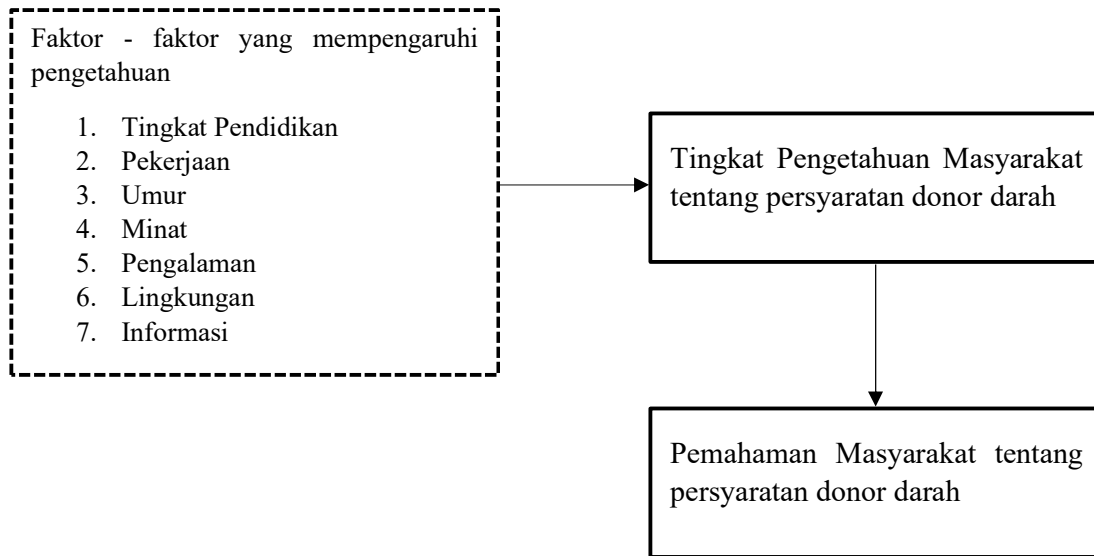 Faktor - faktor yang mempengaruhi
pengetahuan
1. Tingkat Pendidikan
2. Pekerjaan
3. Umur
4. Minat
5. Pengalaman
6. Lingkungan
7. Informasi
Tingkat Pengetahuan Masyarakat
tentang persyaratan donor darah
Pemahaman Masyarakat tentang
persyaratan donor darah